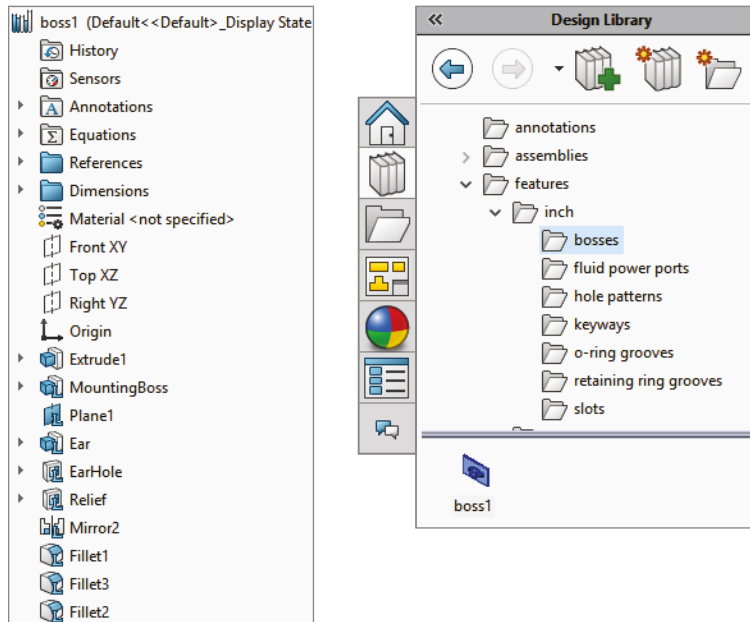 boss1 (Default<<Default>_Display State
History
Sensors
Annotations
Equations
References
Dimensions
Material <not specified>
Front XY
Top XZ
Right YZ
Origin
Extrude1
MountingBoss
Plane1
Ear
EarHole
Relief
Mirror2
Fillet1
Fillet3
Fillet2
Design Library
annotations
assemblies
features
inch
bosses
fluid power ports
hole patterns
keyways
o-ring grooves
retaining ring grooves
slots
boss1